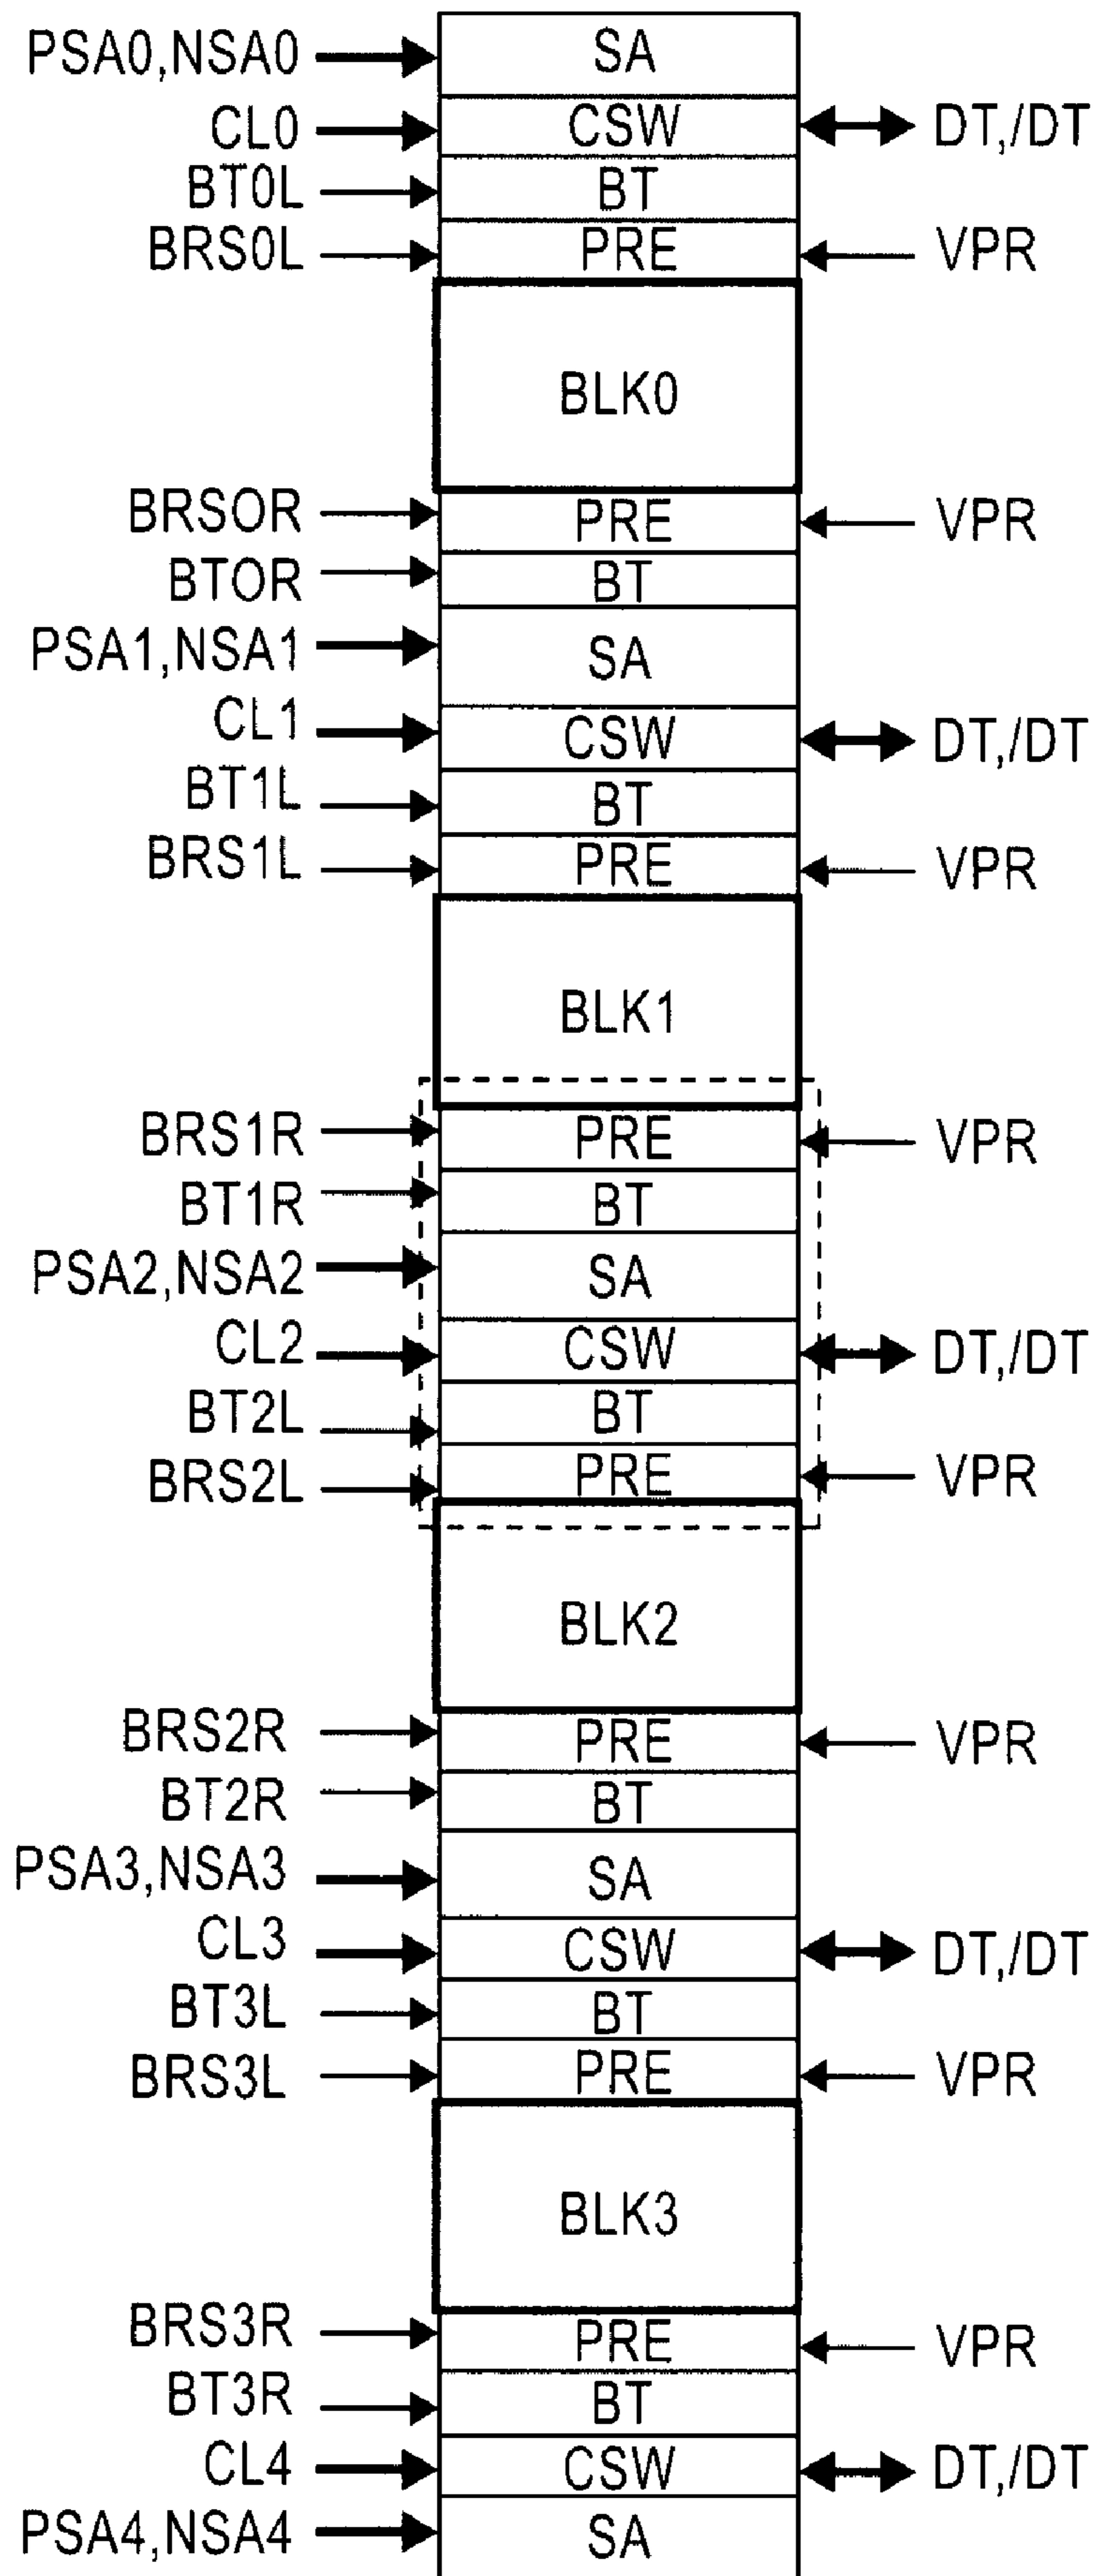 PSA0,NSA0 SA
CL0 CSW DT,/DT
BT0L BT
BRS0L PRE VPR
BLK0
BRSOR PRE VPR
BTOR BT
PSA1,NSA1 SA
CL1 CSW DT,/DT
BT1L BT
BRS1L PRE VPR
BLK1
BRS1R PRE VPR
BT1R BT
PSA2,NSA2 SA
CL2 CSW DT,/DT
BT2L BT
BRS2L PRE VPR
BLK2
BRS2R PRE VPR
BT2R BT
PSA3,NSA3 SA
CL3 CSW DT,/DT
BT3L BT
BRS3L PRE VPR
BLK3
BRS3R PRE VPR
BT3R BT
CL4 CSW DT,/DT
PSA4,NSA4 SA